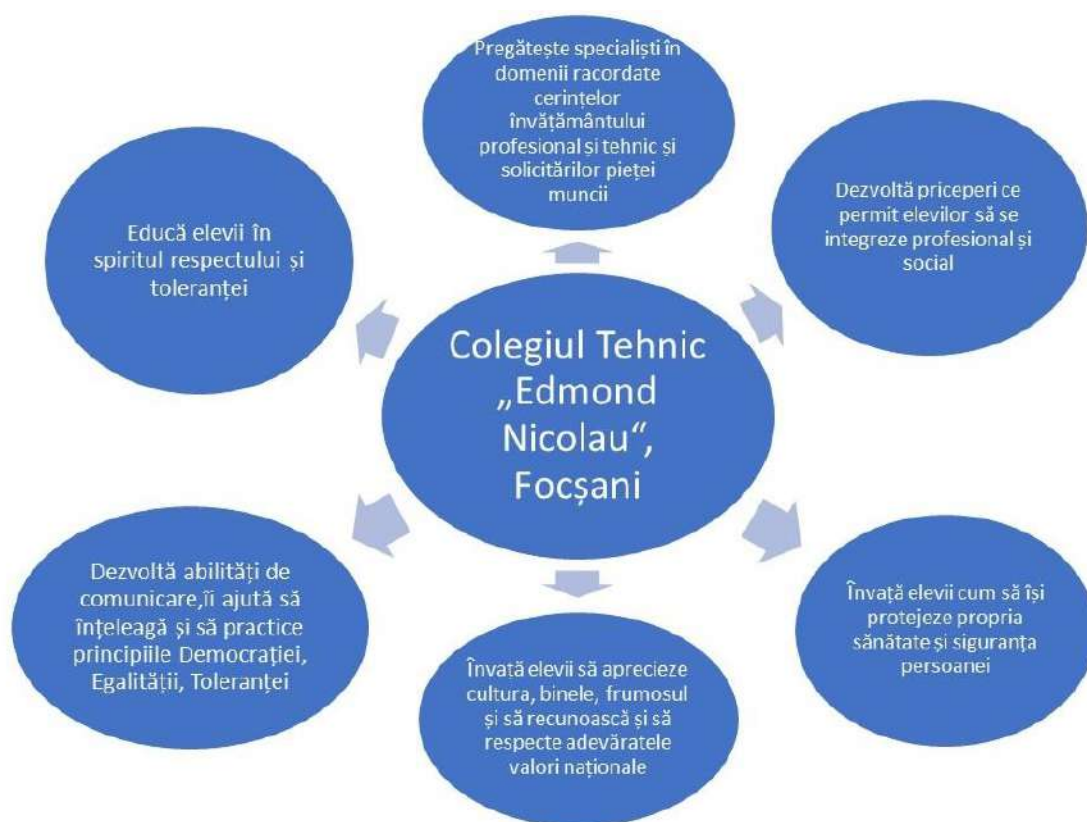 Pregătește specialiști în
domenii racordate
cerințelor
învățământului
profesional și tehnic și
solicitărilor pieței
muncii
Dezvoltă priceperi ce
permit elevilor să se
integreze profesional și
social
Educă elevii în
spiritul respectului și
toleranței
Colegiul Tehnic
„Edmond
Nicolau“,
Focșani
Dezvoltă abilități de
comunicare,îi ajută să
înțeleagă și să practice
principiile Democrației,
Egalității, Toleranței
Învață elevii cum să își
protejeze propria
sănătate și siguranța
persoanei
Învață elevii să aprecieze
cultura, binele, frumosul
și să recunoască și să
respecte adevăratele
valori naționale